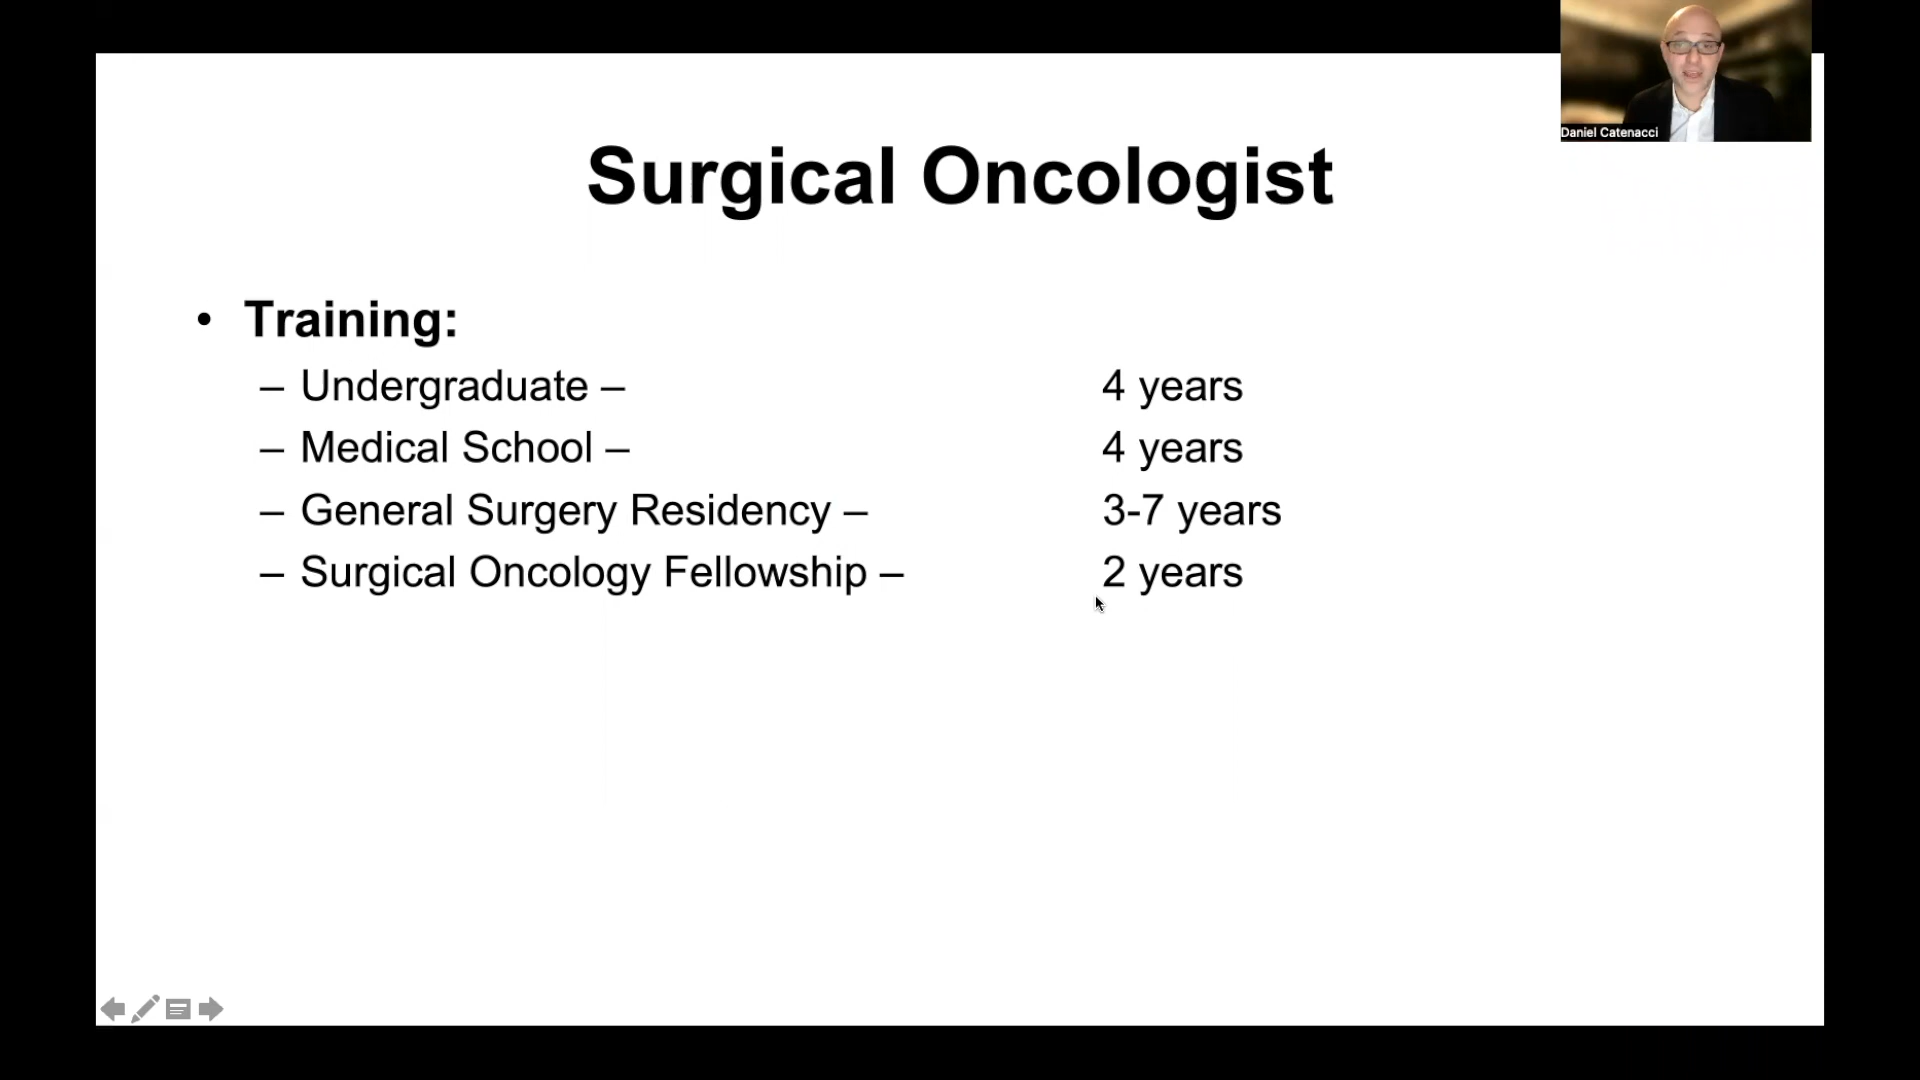 Daniel Catenacci
Surgical Oncologist
• Training:
– Undergraduate – 4 years
– Medical School – 4 years
– General Surgery Residency – 3-7 years
– Surgical Oncology Fellowship – 2 years